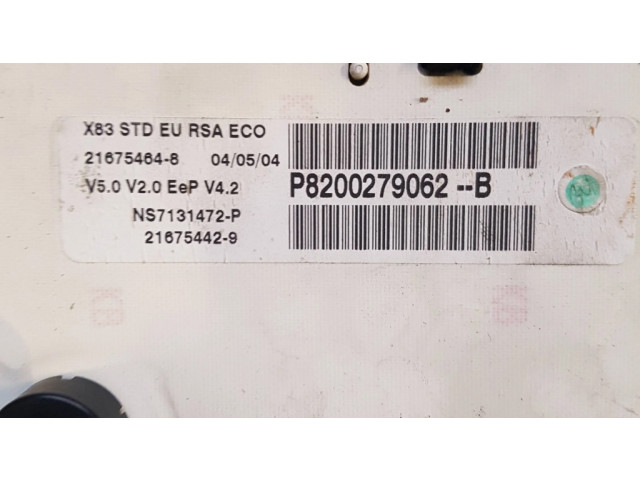 X83 STD EU RSA ECO
21675464-8 04/05/04
V5.0 V2.0 EeP V4.2
P8200279062 --B
NS7131472-P
21675442-9